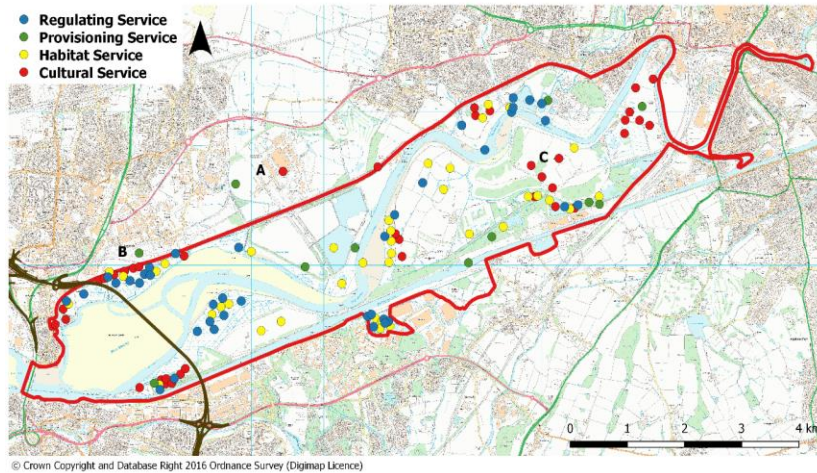 Regulating Service
Provisioning Service
Habitat Service
Cultural Service
A
C
B
0 1 2 3 4 km
© Crown Copyright and Database Right 2016 Ordnance Survey (Digimap Licence)